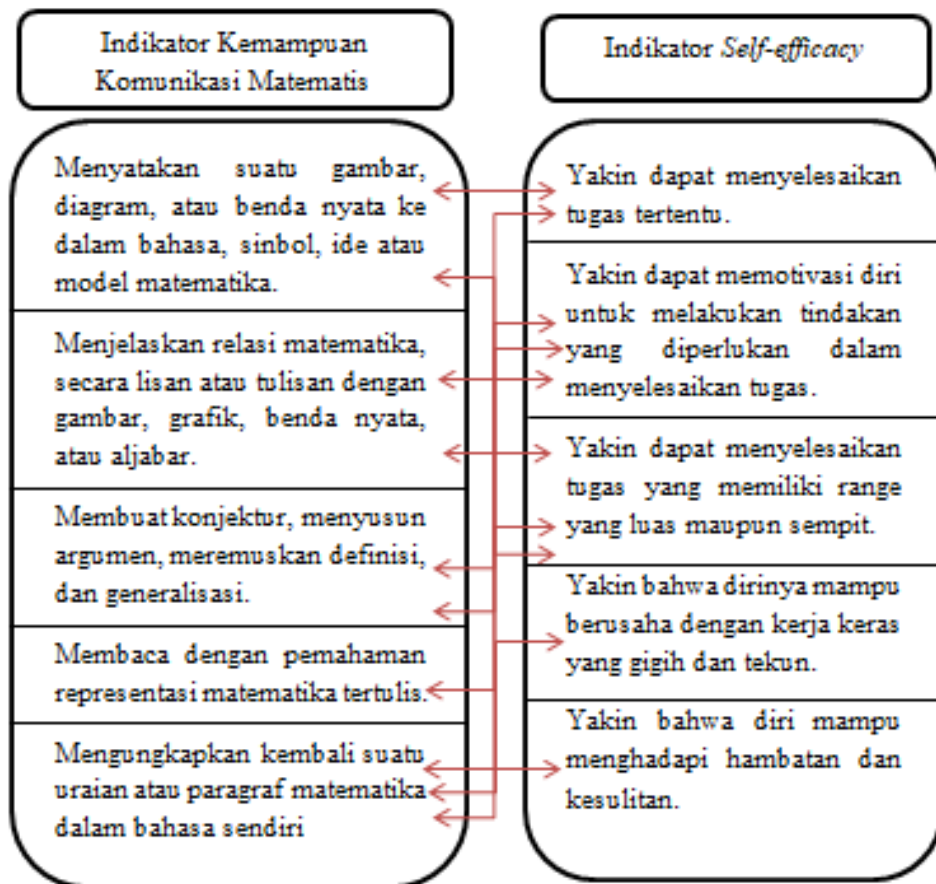 Indikator Kemampuan
Komunikasi Matematis
Indikator Self-efficacy
Menyatakan suatu gambar,
diagram, atau benda nyata ke
dalam bahasa, sinbol, ide atau
model matematika.
Menjelaskan relasi matematika,
secara lisan atau tulisan dengan
gambar, grafik, benda nyata,
atau aljabar.
Membuat konjektur, menyusun
argumen, meremuskan definisi,
dan generalisasi.
Membaca dengan pemahaman
representasi matematika tertulis.
Mengungkapkan kembali suatu
uraian atau paragraf matematika
dalam bahasa sendiri
Yakin dapat menyelesaikan
tugas tertentu.
Yakin dapat memotivasi diri
untuk melakukan tindakan
yang diperlukan dalam
menyelesaikan tugas.
Yakin dapat menyelesaikan
tugas yang memiliki range
yang luas maupun sempit.
Yakin bahwa dirinya mampu
berusaha dengan kerja keras
yang gigih dan tekun.
Yakin bahwa diri mampu
menghadapi hambatan dan
kesulitan.